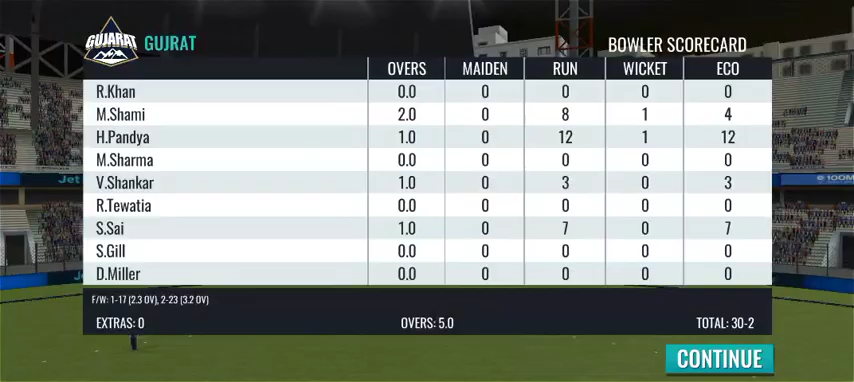 GUJARAT GUJRAT
BOWLER SCORECARD
OVERS MAIDEN RUN WICKET ECO
R.Khan 0.0 0 0 0 0
M.Shami 2.0 0 8 1 4
H.Pandya 1.0 0 12 1 12
M.Sharma 0.0 0 0 0 0
V.Shankar 1.0 0 3 0 3
R.Tewatia 0.0 0 0 0 0
S.Sai 1.0 0 7 0 7
S.Gill 0.0 0 0 0 0
D.Miller 0.0 0 0 0 0
F/W: 1-17 (2.3 OV), 2-23 (3.2 OV)
EXTRAS: 0 OVERS: 5.0 TOTAL: 30-2
CONTINUE
Jet
100M